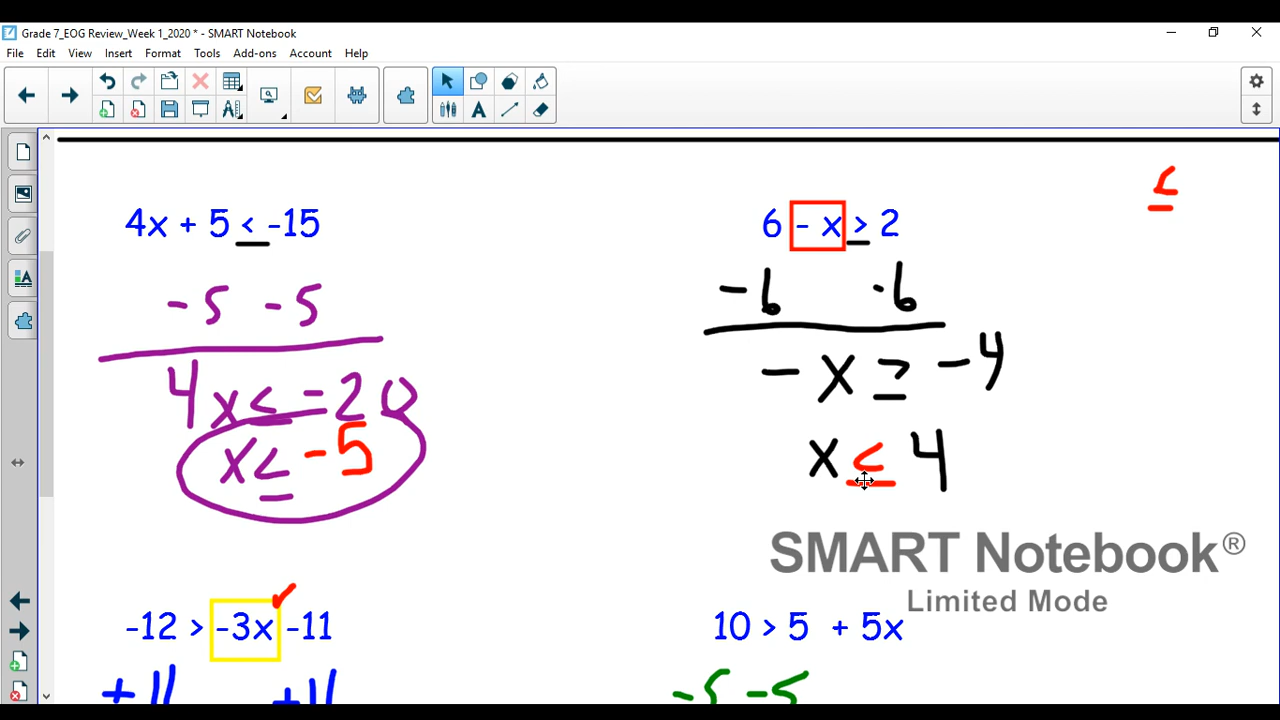 Grade 7_EOG Review_Week 1_2020 * - SMART Notebook
File Edit View Insert Format Tools Add-ons Account Help
≤
4x + 5 ≤ -15
-5 -5
4x ≤ -20
x ≤ -5
6 - x ≥ 2
-6 -6
- x ≥ -4
x ≤ 4
SMART Notebook®
Limited Mode
-12 > -3x -11
+11 +11
10 > 5 + 5x
-5 -5